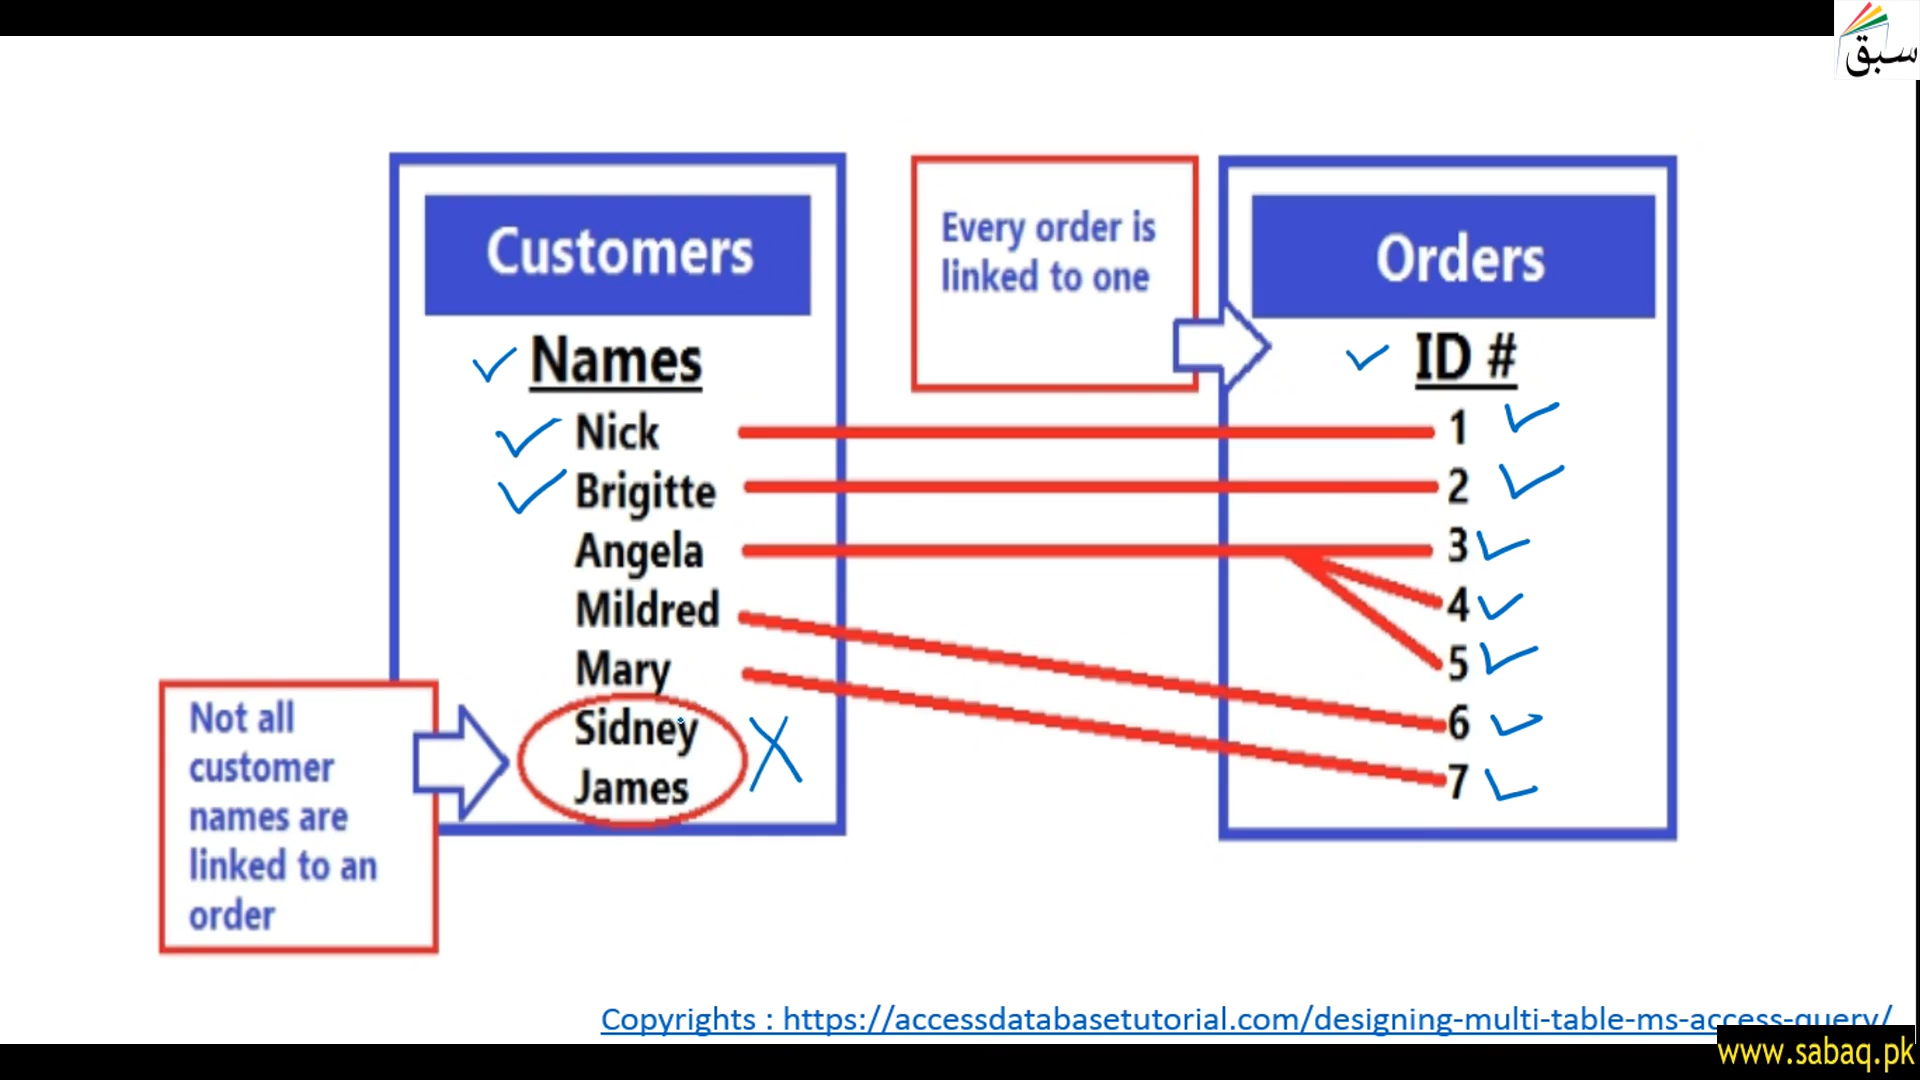 سبق
Customers
Names
Nick
Brigitte
Angela
Mildred
Mary
Sidney
James
Every order is
linked to one
Orders
ID #
1
2
3
4
5
6
7
Not all
customer
names are
linked to an
order
Copyrights : https://accessdatabasetutorial.com/designing-multi-table-ms-access-query/
www.sabaq.pk